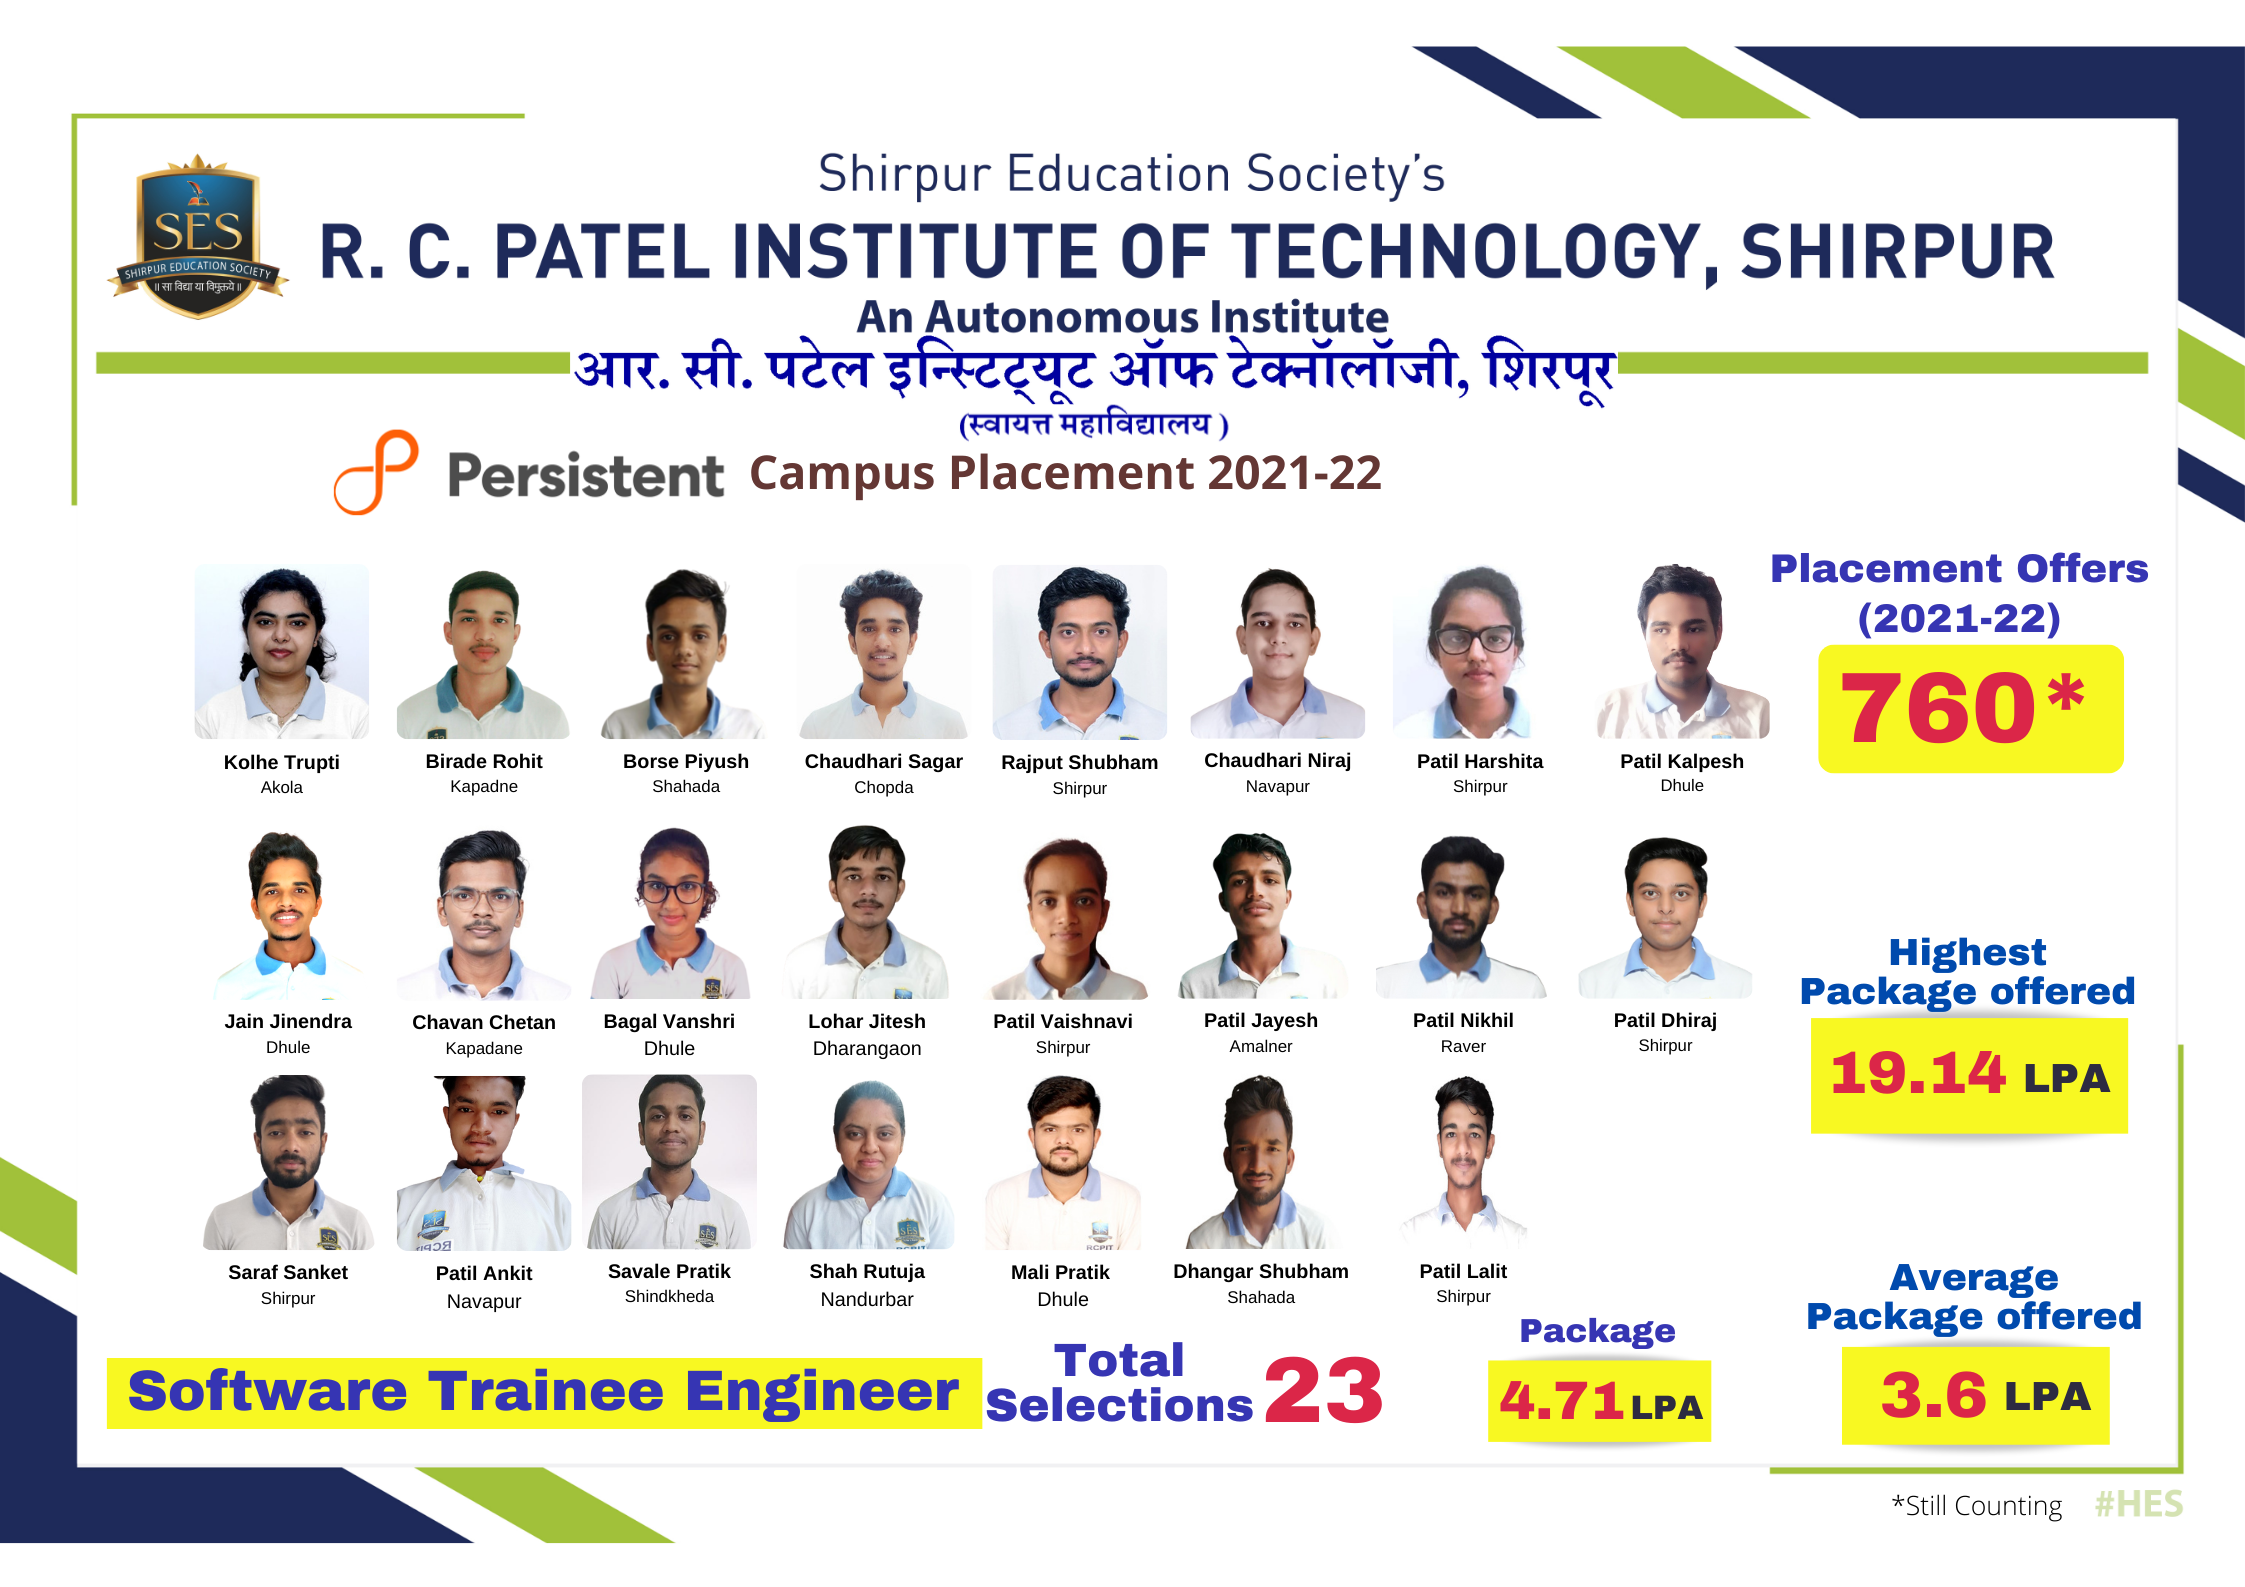 Shirpur Education Society's
R. C. PATEL INSTITUTE OF TECHNOLOGY, SHIRPUR
An Autonomous Institute
आर. सी. पटेल इन्स्टिट्यूट ऑफ टेक्नॉलॉजी, शिरपूर
(स्वायत्त महाविद्यालय )
SES
SHIRPUR EDUCATION SOCIETY
॥ सा विद्या या विमुक्तये ॥
Persistent Campus Placement 2021-22
Placement Offers
(2021-22)
760*
Kolhe Trupti
Akola
Birade Rohit
Kapadne
Borse Piyush
Shahada
Chaudhari Sagar
Chopda
Rajput Shubham
Shirpur
Chaudhari Niraj
Navapur
Patil Harshita
Shirpur
Patil Kalpesh
Dhule
Jain Jinendra
Dhule
Chavan Chetan
Kapadane
Bagal Vanshri
Dhule
Lohar Jitesh
Dharangaon
Patil Vaishnavi
Shirpur
Patil Jayesh
Amalner
Patil Nikhil
Raver
Patil Dhiraj
Shirpur
Highest
Package offered
19.14 LPA
Saraf Sanket
Shirpur
Patil Ankit
Navapur
Savale Pratik
Shindkheda
Shah Rutuja
Nandurbar
Mali Pratik
Dhule
Dhangar Shubham
Shahada
Patil Lalit
Shirpur
Average
Package offered
3.6 LPA
Software Trainee Engineer
Total
Selections 23
Package
4.71 LPA
*Still Counting #HES